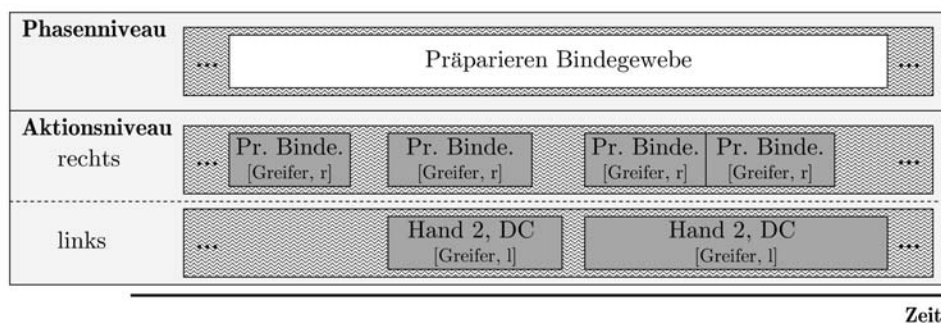 Phasenniveau
... Präparieren Bindegewebe ...
Aktionsniveau
rechts
... Pr. Binde. Pr. Binde. Pr. Binde. Pr. Binde. ...
[Greifer, r] [Greifer, r] [Greifer, r] [Greifer, r]
links
... Hand 2, DC Hand 2, DC ...
[Greifer, l] [Greifer, l]
Zeit